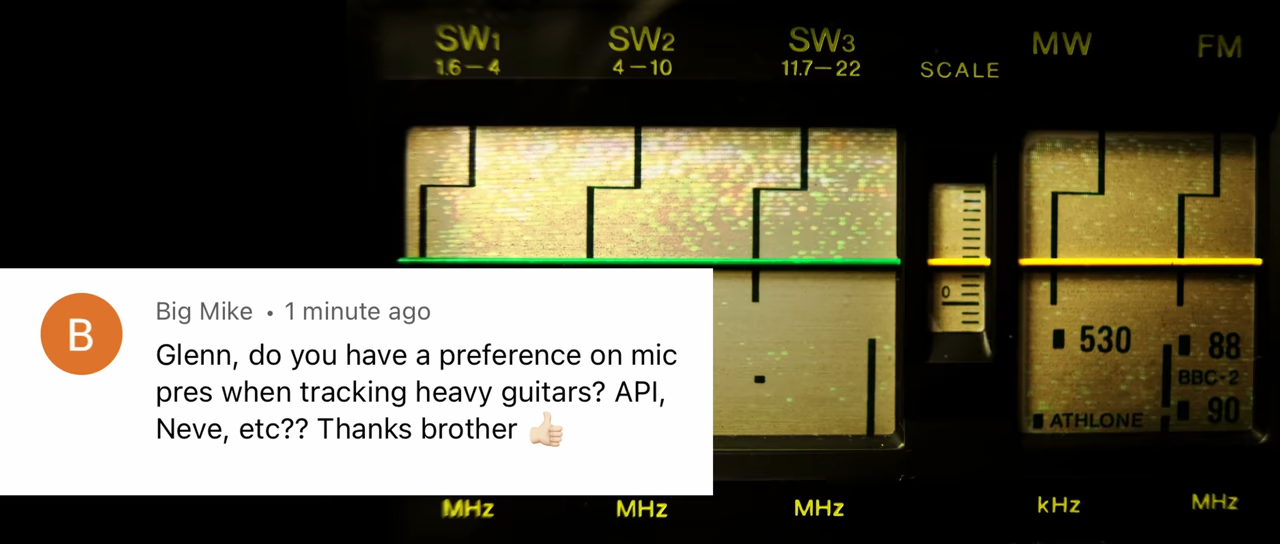 SW1 SW2 SW3 MW FM
1.6—4 4—10 11.7—22 SCALE
0
530 88
BBC-2
90
ATHLONE
B
Big Mike • 1 minute ago
Glenn, do you have a preference on mic
pres when tracking heavy guitars? API,
Neve, etc?? Thanks brother 👍🏻
MHz MHz MHz kHz MHz